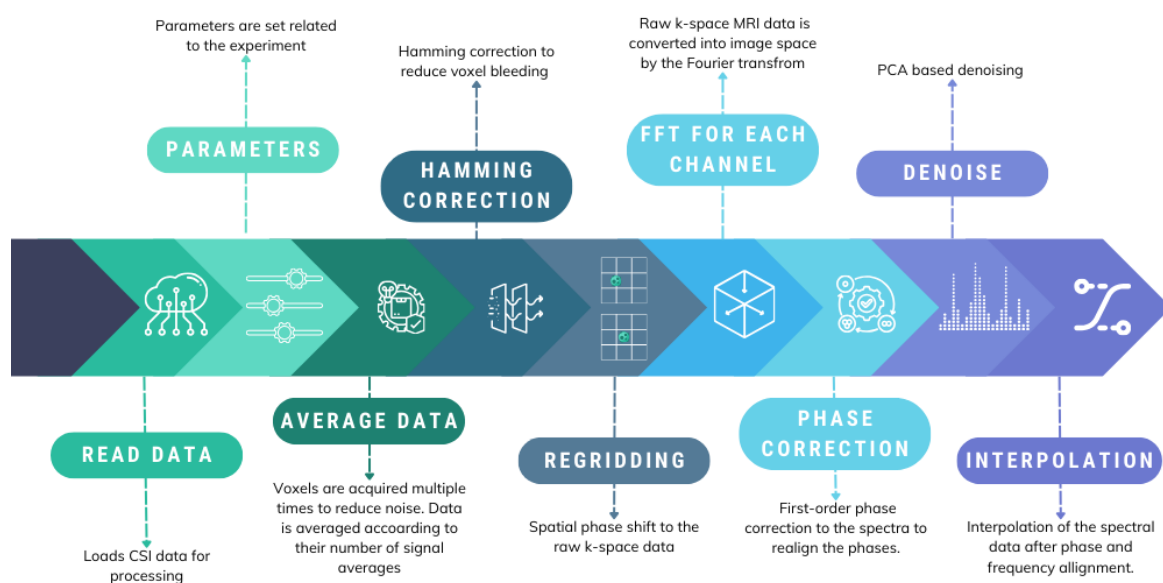 Parameters are set related
to the experiment
PARAMETERS
Hamming correction to
reduce voxel bleeding
HAMMING
CORRECTION
Raw k-space MRI data is
converted into image space
by the Fourier transfrom
FFT FOR EACH
CHANNEL
PCA based denoising
DENOISE
READ DATA
Loads CSI data for
processing
AVERAGE DATA
Voxels are acquired multiple
times to reduce noise. Data
is averaged accoarding to
their number of signal
averages
REGRIDDING
Spatial phase shift to the
raw k-space data
PHASE
CORRECTION
First-order phase
correction to the spectra to
realign the phases.
INTERPOLATION
Interpolation of the spectral
data after phase and
frequency allignment.